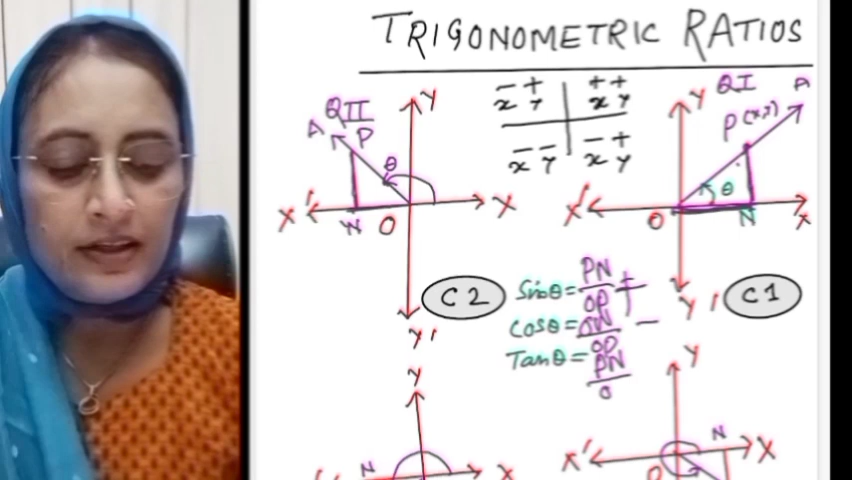 TRIGONOMETRIC RATIOS
QII
A P
θ
Y
X' X
N O
Y'
C2
- + + +
x y x y
- - - +
x y x y
QI A
Y
P(x,y)
θ
X' O N X
Y'
C1
Sinθ = PN/OP +
Cosθ = ON/OP -
Tanθ = PN/O
Y
N X
Y
X' N X
O